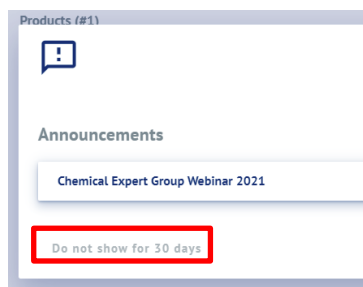 Products (#1)
Announcements
Chemical Expert Group Webinar 2021
Do not show for 30 days